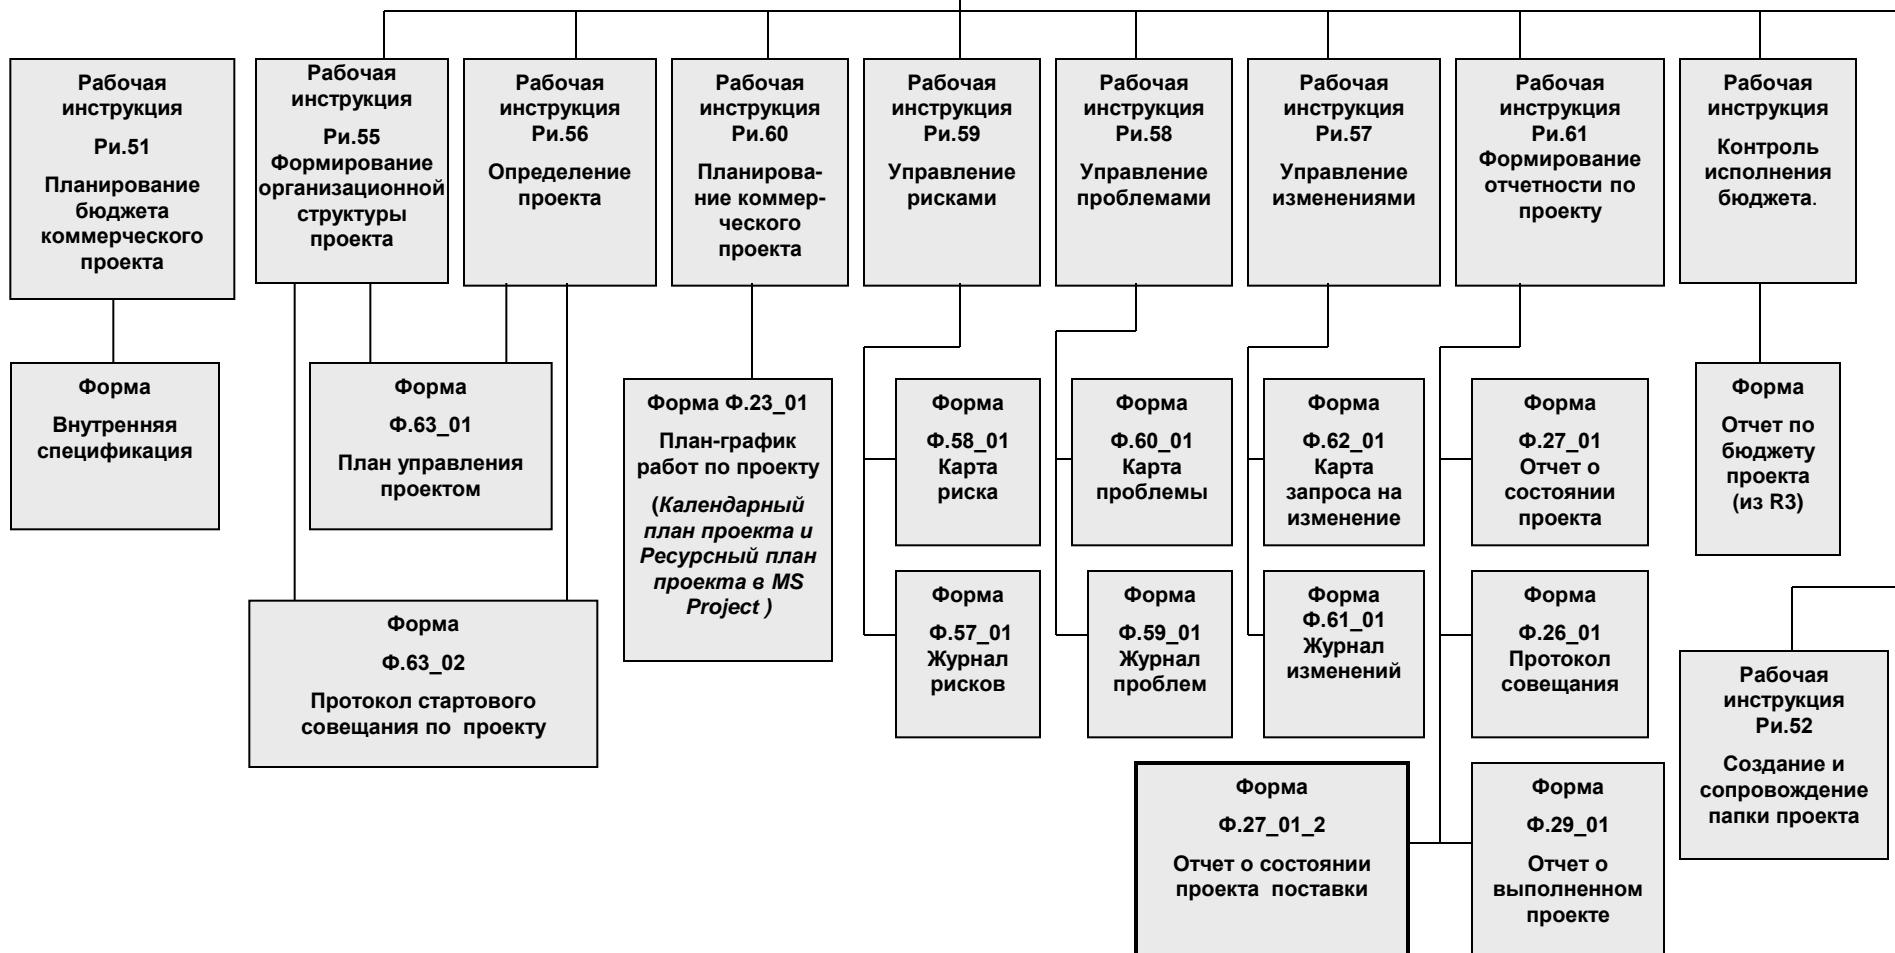 Рабочая
инструкция
Ри.51
Планирование
бюджета
коммерческого
проекта
Рабочая
инструкция
Ри.55
Формирование
организационной
структуры
проекта
Рабочая
инструкция
Ри.56
Определение
проекта
Рабочая
инструкция
Ри.60
Планирова-
ние коммер-
ческого
проекта
Рабочая
инструкция
Ри.59
Управление
рисками
Рабочая
инструкция
Ри.58
Управление
проблемами
Рабочая
инструкция
Ри.57
Управление
изменениями
Рабочая
инструкция
Ри.61
Формирование
отчетности по
проекту
Рабочая
инструкция
Контроль
исполнения
бюджета.
Форма
Внутренняя
спецификация
Форма
Ф.63_01
План управления
проектом
Форма Ф.23_01
План-график
работ по проекту
(Календарный
план проекта и
Ресурсный план
проекта в MS
Project )
Форма
Ф.58_01
Карта
риска
Форма
Ф.60_01
Карта
проблемы
Форма
Ф.62_01
Карта
запроса на
изменение
Форма
Ф.27_01
Отчет о
состоянии
проекта
Форма
Отчет по
бюджету
проекта
(из R3)
Форма
Ф.63_02
Протокол стартового
совещания по проекту
Форма
Ф.57_01
Журнал
рисков
Форма
Ф.59_01
Журнал
проблем
Форма
Ф.61_01
Журнал
изменений
Форма
Ф.26_01
Протокол
совещания
Рабочая
инструкция
Ри.52
Создание и
сопровождение
папки проекта
Форма
Ф.27_01_2
Отчет о состоянии
проекта поставки
Форма
Ф.29_01
Отчет о
выполненном
проекте